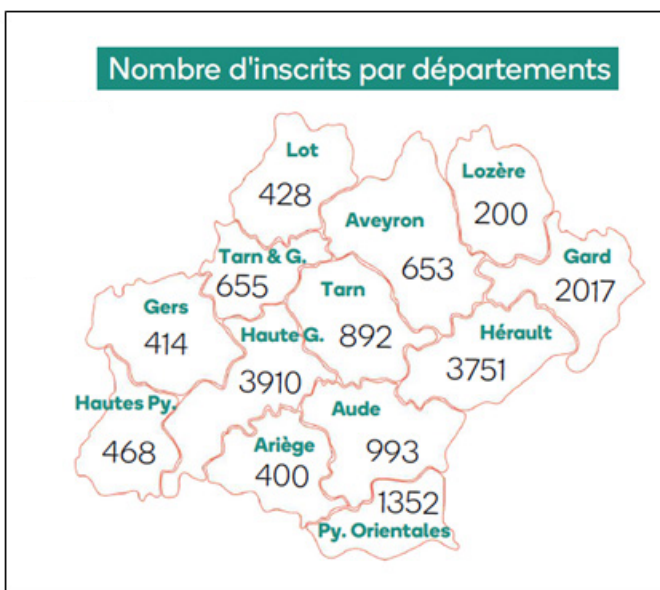 Nombre d'inscrits par départements
Lot
428
Lozère
200
Aveyron
653
Gard
2017
Tarn & G.
655
Tarn
892
Gers
414
Haute G.
3910
Hérault
3751
Hautes Py.
468
Aude
993
Ariège
400
1352
Py. Orientales